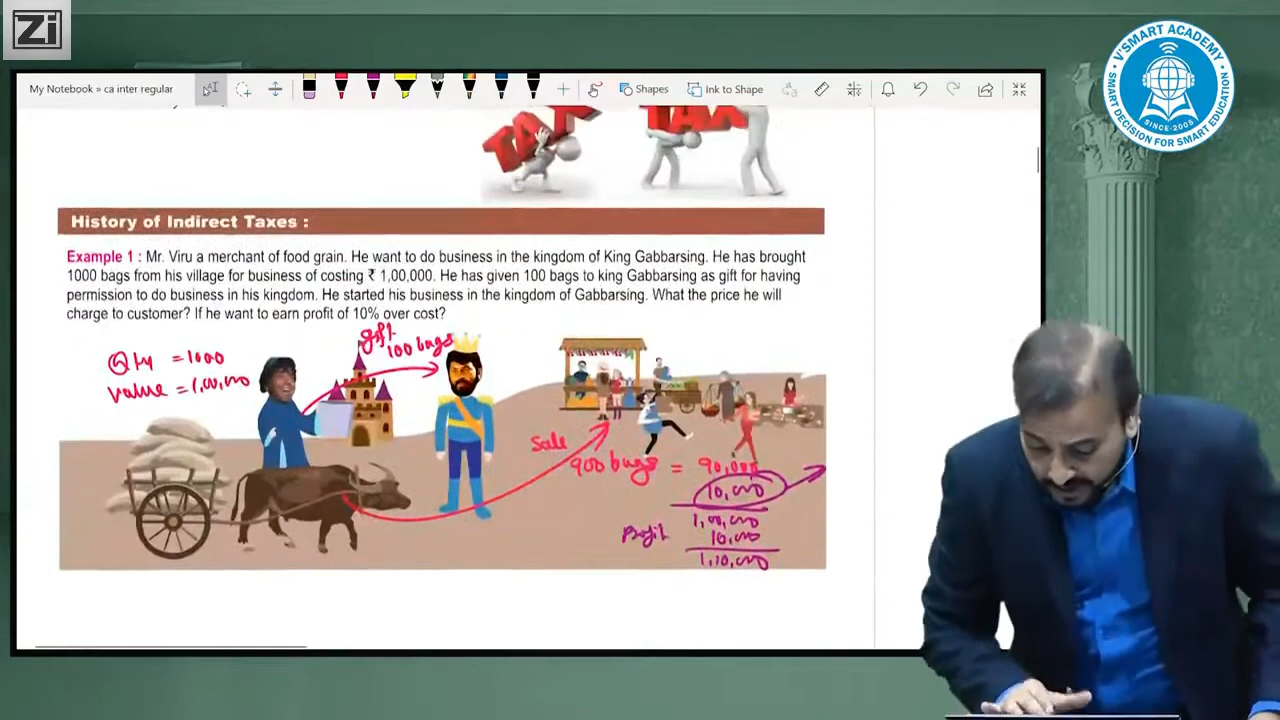 Zi
V'SMART ACADEMY
SMART DECISION FOR SMART EDUCATION
SINCE-2005
My Notebook » ca inter regular
Shapes
Ink to Shape
TAX
TAX
History of Indirect Taxes :
Example 1 : Mr. Viru a merchant of food grain. He want to do business in the kingdom of King Gabbarsing. He has brought
1000 bags from his village for business of costing ₹ 1,00,000. He has given 100 bags to king Gabbarsing as gift for having
permission to do business in his kingdom. He started his business in the kingdom of Gabbarsing. What the price he will
charge to customer? If he want to earn profit of 10% over cost?
gift
100 bags
Qty = 1000
value = 1,00,000
Sale
900 bags = 90,000
10,000
1,00,000
Profit 10,000
1,10,000